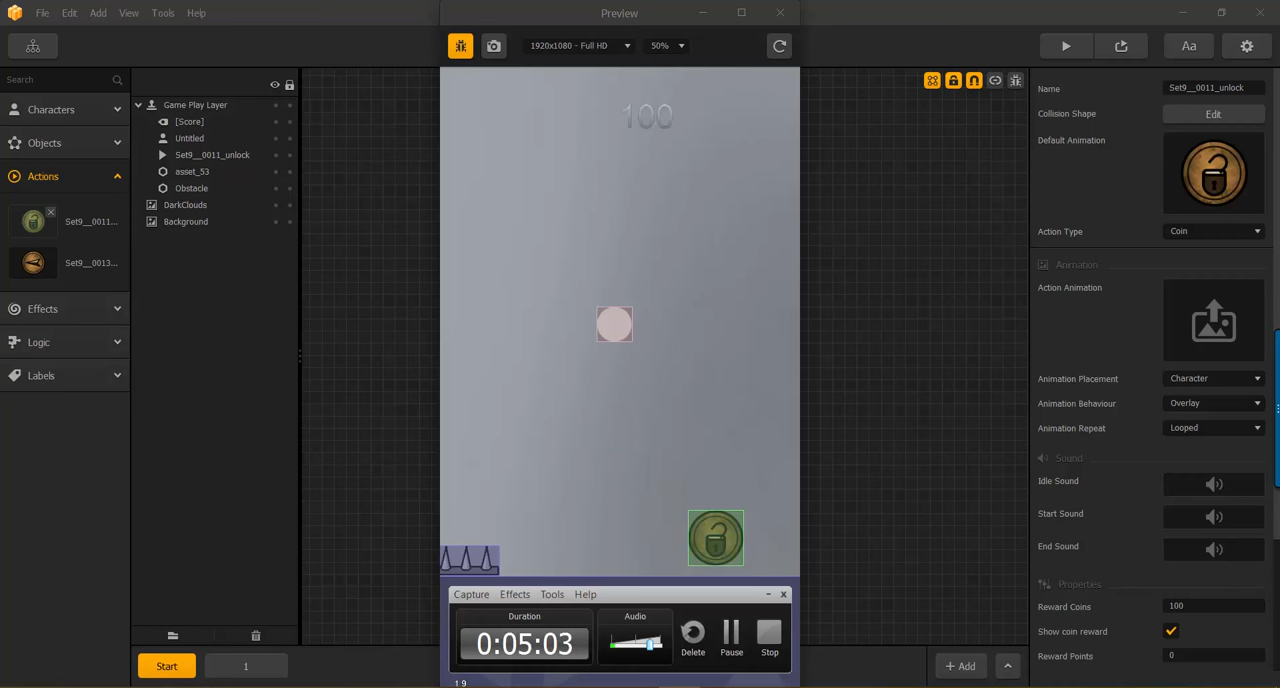 File Edit Add View Tools Help
Preview
1920x1080 - Full HD
50%
Aa
Search
Characters
Objects
Actions
Set9__0011...
Set9__0013...
Effects
Logic
Labels
Game Play Layer
[Score]
Untitled
Set9__0011_unlock
asset_53
Obstacle
DarkClouds
Background
Start
1
100
Capture Effects Tools Help
Duration
0:05:03
Audio
Delete
Pause
Stop
1.9
+ Add
Name
Set9__0011_unlock
Collision Shape
Edit
Default Animation
Action Type
Coin
Animation
Action Animation
Animation Placement
Character
Animation Behaviour
Overlay
Animation Repeat
Looped
Sound
Idle Sound
Start Sound
End Sound
Properties
Reward Coins
100
Show coin reward
Reward Points
0